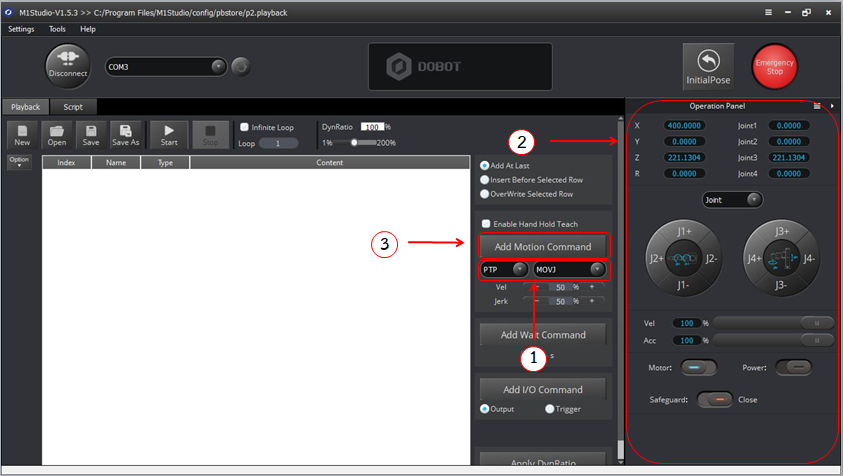 M1Studio-V1.5.3 >> C:/Program Files/M1Studio/config/pbstore/p2.playback
Settings Tools Help
Disconnect
COM3
DOBOT
InitialPose
Emergency
Stop
Playback Script
New
Open
Save
Save As
Start
Stop
Infinite Loop
Loop 1
DynRatio 100 %
1% 200%
Option
Index Name Type Content
Add At Last
Insert Before Selected Row
OverWrite Selected Row
Enable Hand Hold Teach
Add Motion Command
PTP MOVJ
Vel - 50 % +
Jerk - 50 % +
Add Wait Command
s
Add I/O Command
Output Trigger
Apply DynRatio
1
2
3
Operation Panel
X 400.0000 Joint1 0.0000
Y 0.0000 Joint2 0.0000
Z 221.1304 Joint3 221.1304
R 0.0000 Joint4 0.0000
Joint
J1+
J2+ J2-
J1-
J3+
J4+ J4-
J3-
Vel 100 %
Acc 100 %
Motor: Power:
Safeguard: Close